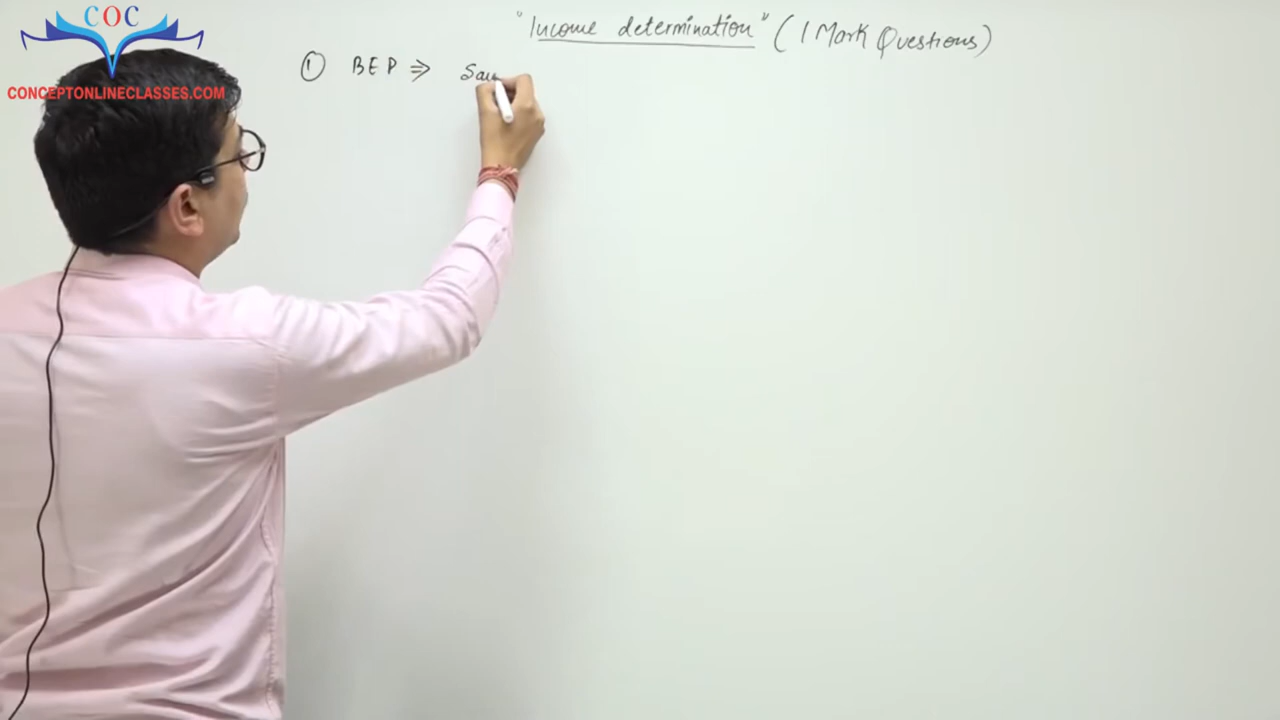 COC
CONCEPTONLINECLASSES.COM
"Income determination" (1 Mark Questions)
① BEP ⇒ Sav